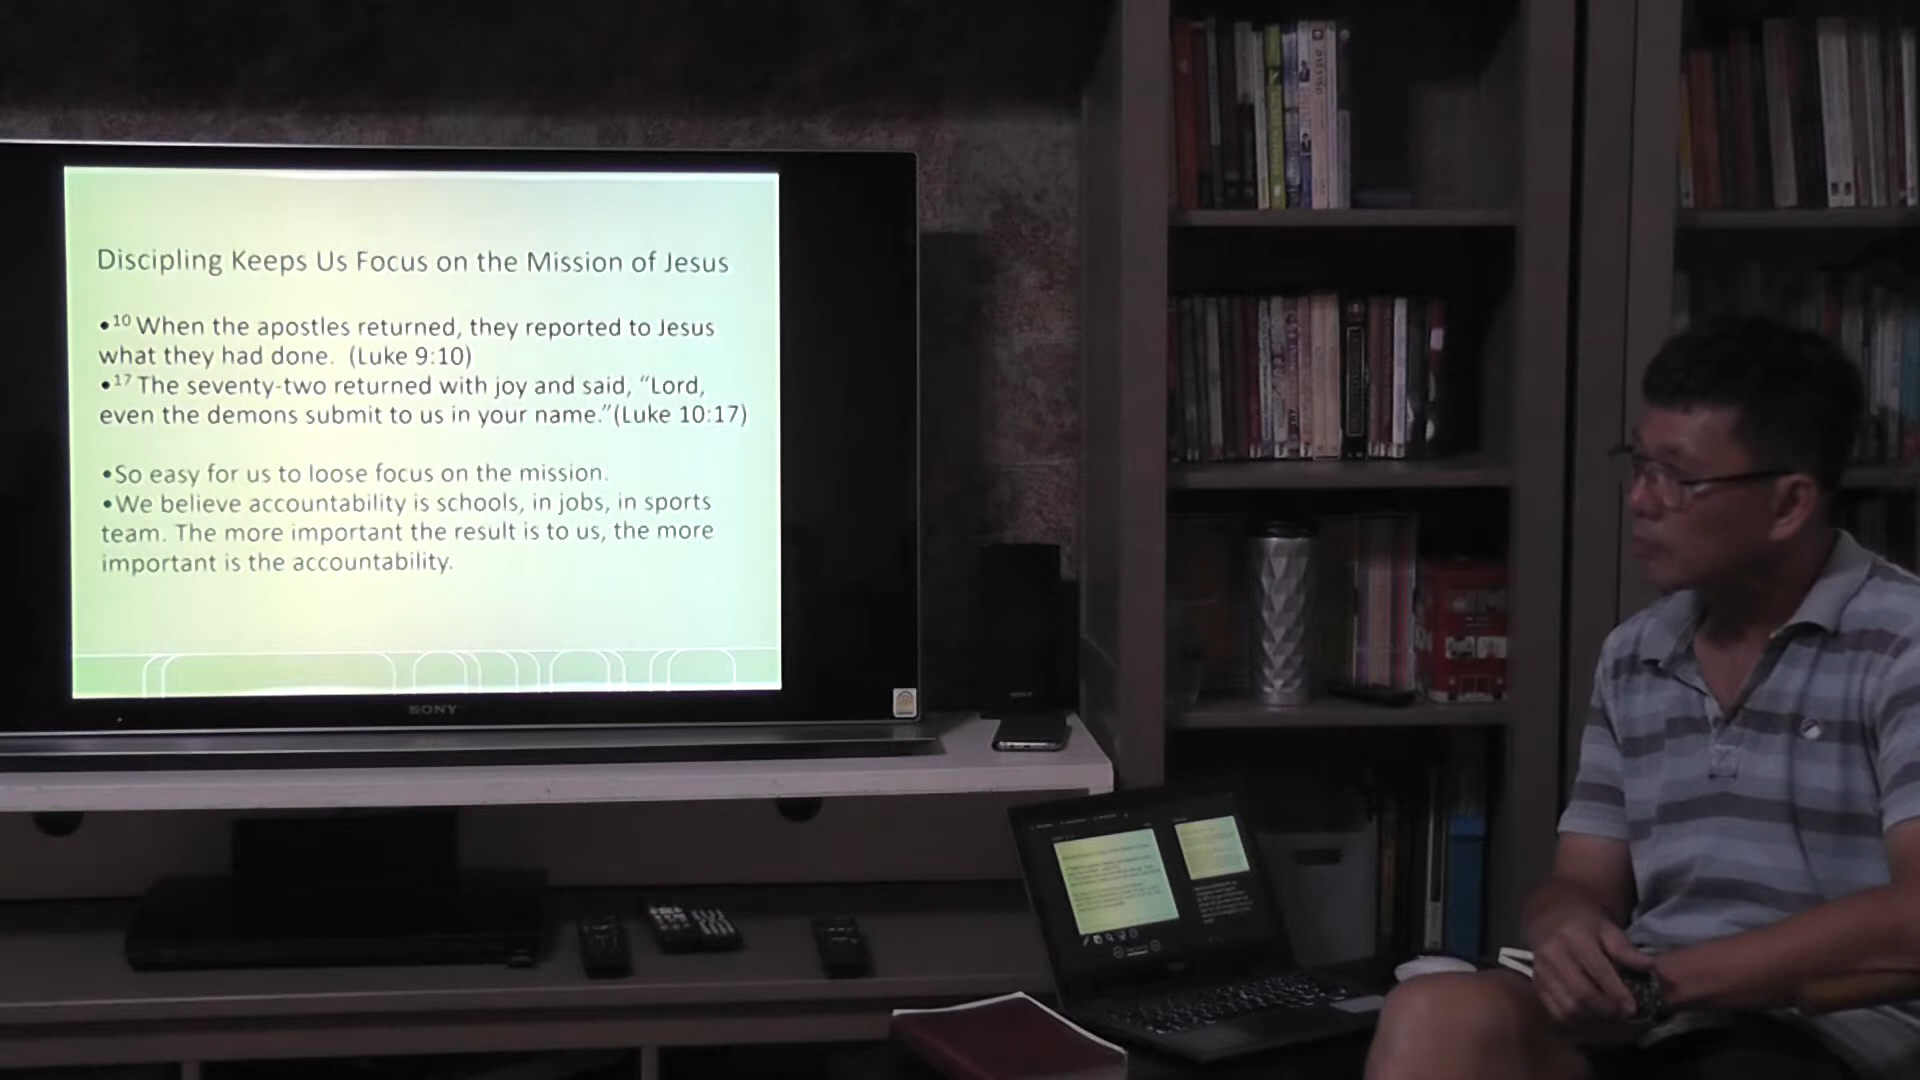 Discipling Keeps Us Focus on the Mission of Jesus
•10 When the apostles returned, they reported to Jesus
what they had done. (Luke 9:10)
•17 The seventy-two returned with joy and said, “Lord,
even the demons submit to us in your name.”(Luke 10:17)
•So easy for us to loose focus on the mission.
•We believe accountability is schools, in jobs, in sports
team. The more important the result is to us, the more
important is the accountability.
SONY
SONY